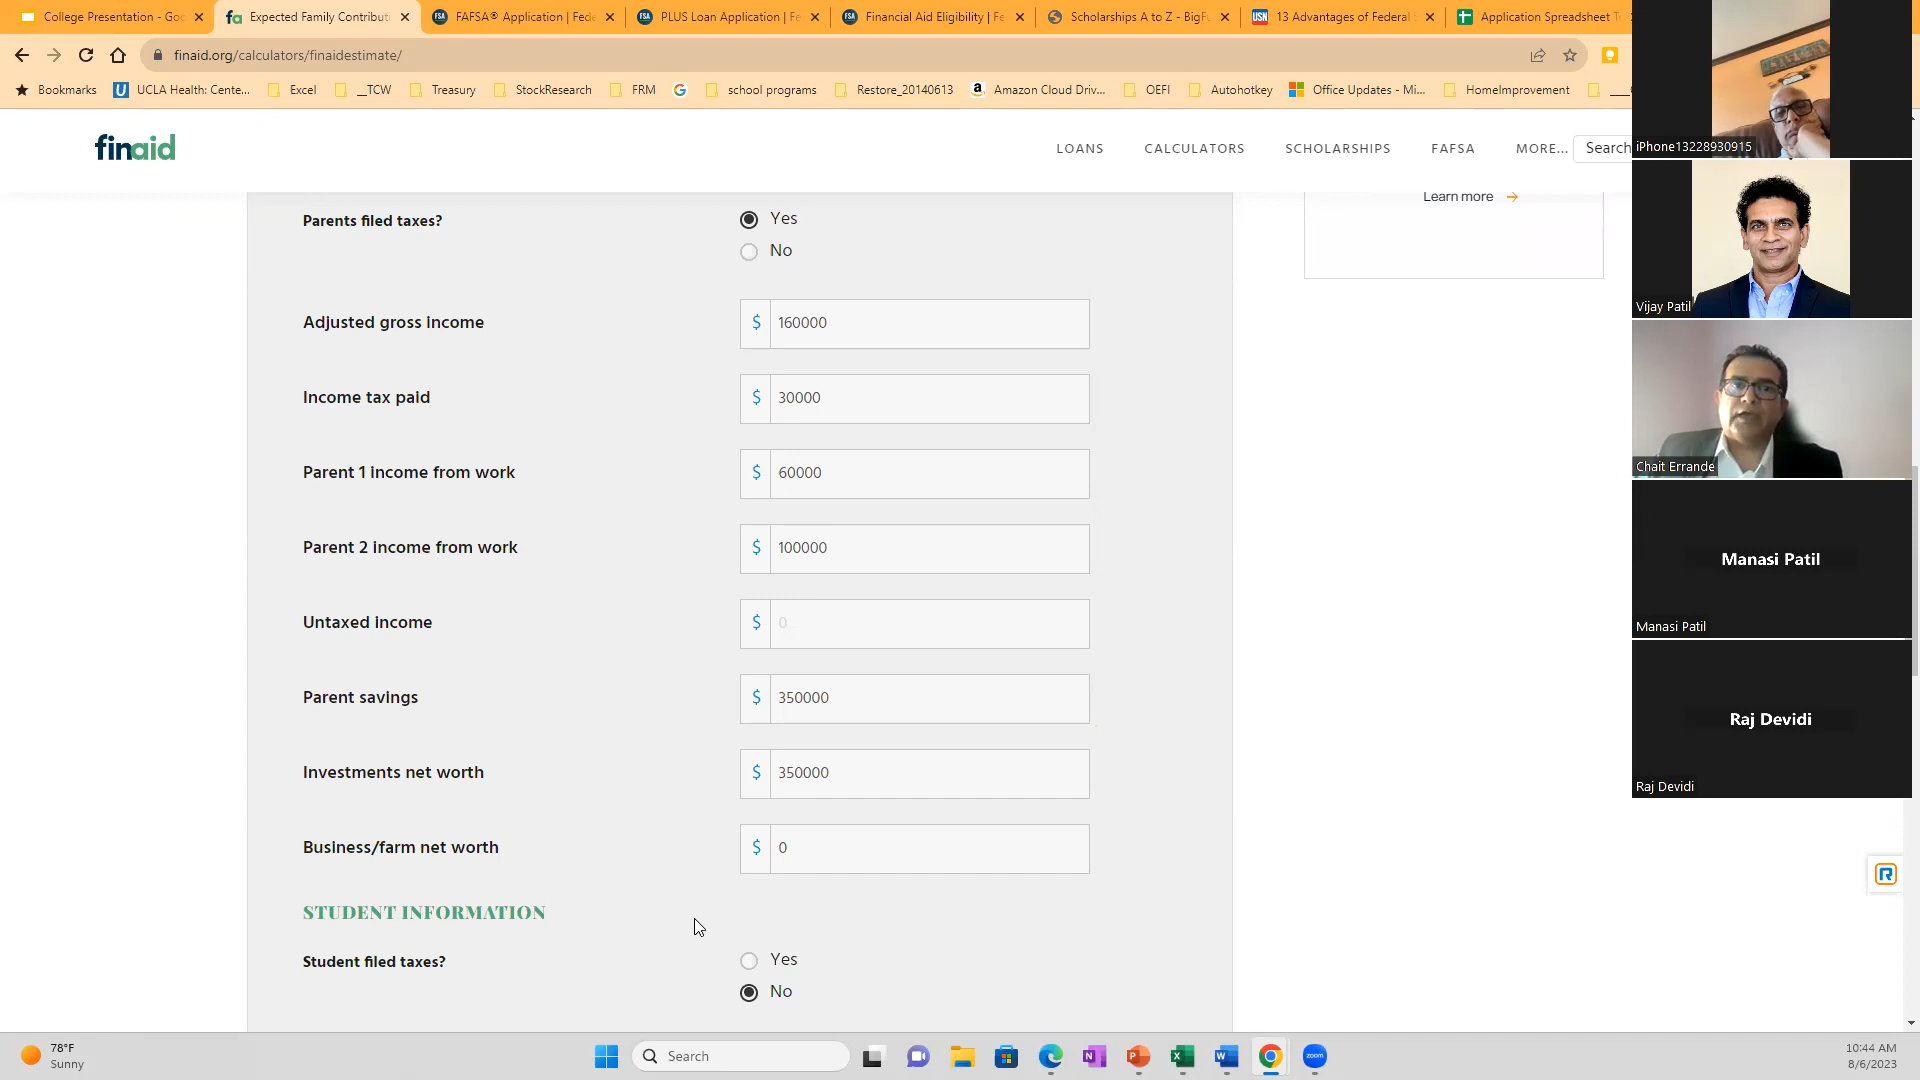 College Presentation - Goo
Expected Family Contribut
FAFSA® Application | Fede
PLUS Loan Application | Fe
Financial Aid Eligibility | Fe
Scholarships A to Z - BigFu
13 Advantages of Federal S
Application Spreadsheet Te
finaid.org/calculators/finaidestimate/
Bookmarks
UCLA Health: Cente...
Excel
__TCW
Treasury
StockResearch
FRM
school programs
Restore_20140613
Amazon Cloud Driv...
OEFI
Autohotkey
Office Updates - Mi...
HomeImprovement
finaid
LOANS
CALCULATORS
SCHOLARSHIPS
FAFSA
MORE...
Search
Learn more
Parents filed taxes?
Yes
No
Adjusted gross income
$ 160000
Income tax paid
$ 30000
Parent 1 income from work
$ 60000
Parent 2 income from work
$ 100000
Untaxed income
$ 0
Parent savings
$ 350000
Investments net worth
$ 350000
Business/farm net worth
$ 0
STUDENT INFORMATION
Student filed taxes?
Yes
No
iPhone13228930915
Vijay Patil
Chait Errande
Manasi Patil
Manasi Patil
Raj Devidi
Raj Devidi
78°F
Sunny
Search
zoom
10:44 AM
8/6/2023